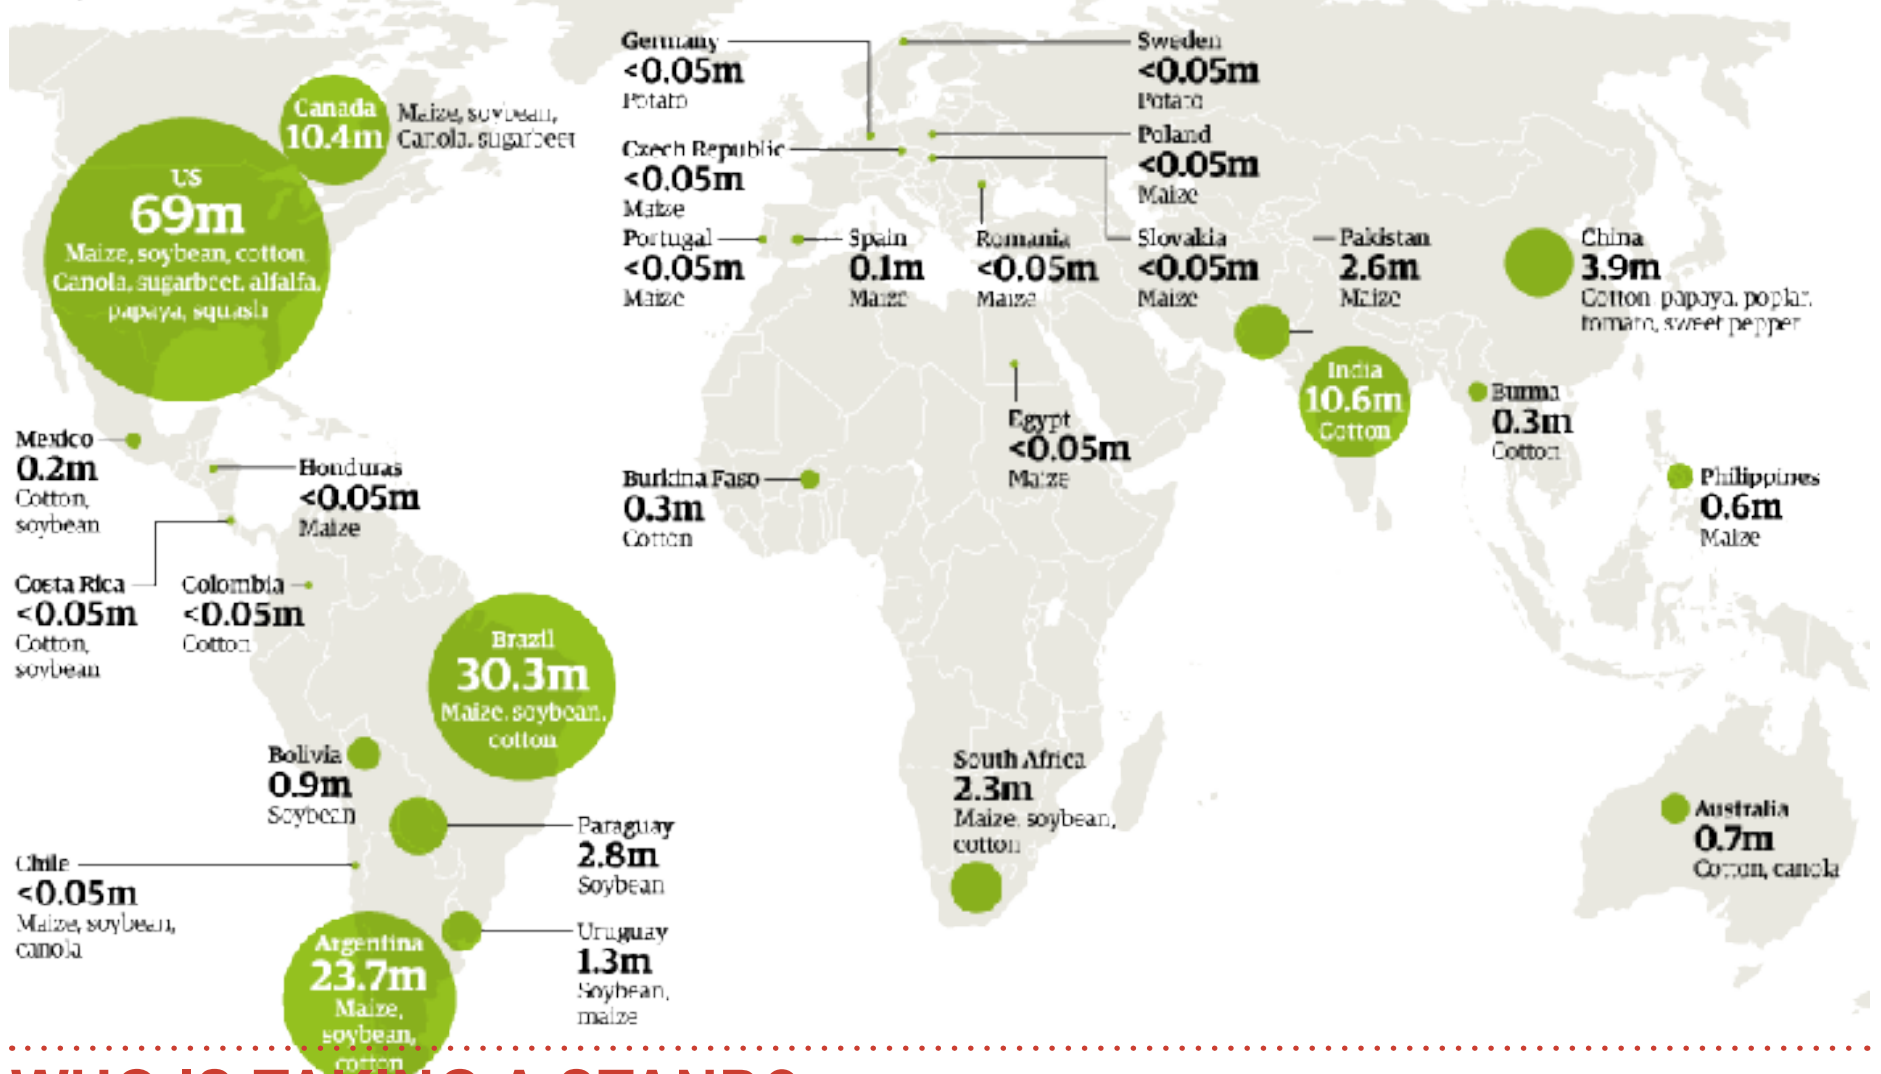 Canada
10.4m
Maize, soybean,
Canola, sugarbeet
US
69m
Maize, soybean, cotton
Canola, sugarbeet, alfalfa,
papaya, squash
Mexico
0.2m
Cotton,
soybean
Honduras
<0.05m
Maize
Costa Rica
<0.05m
Cotton,
soybean
Colombia
<0.05m
Cotton
Brazil
30.3m
Maize, soybean,
cotton
Bolivia
0.9m
Soybean
Paraguay
2.8m
Soybean
Chile
<0.05m
Maize, soybean,
canola
Argentina
23.7m
Maize,
soybean,
cotton
Uruguay
1.3m
Soybean,
maize
Germany
<0.05m
Potato
Sweden
<0.05m
Potato
Czech Republic
<0.05m
Maize
Poland
<0.05m
Maize
Portugal
<0.05m
Maize
Spain
0.1m
Maize
Romania
<0.05m
Maize
Slovakia
<0.05m
Maize
Pakistan
2.6m
Maize
China
3.9m
Cotton, papaya, poplar,
tomato, sweet pepper
India
10.6m
Cotton
Burma
0.3m
Cotton
Egypt
<0.05m
Maize
Burkina Faso
0.3m
Cotton
Philippines
0.6m
Maize
South Africa
2.3m
Maize, soybean,
cotton
Australia
0.7m
Cotton, canola
WHO IS TAKING A STAND?